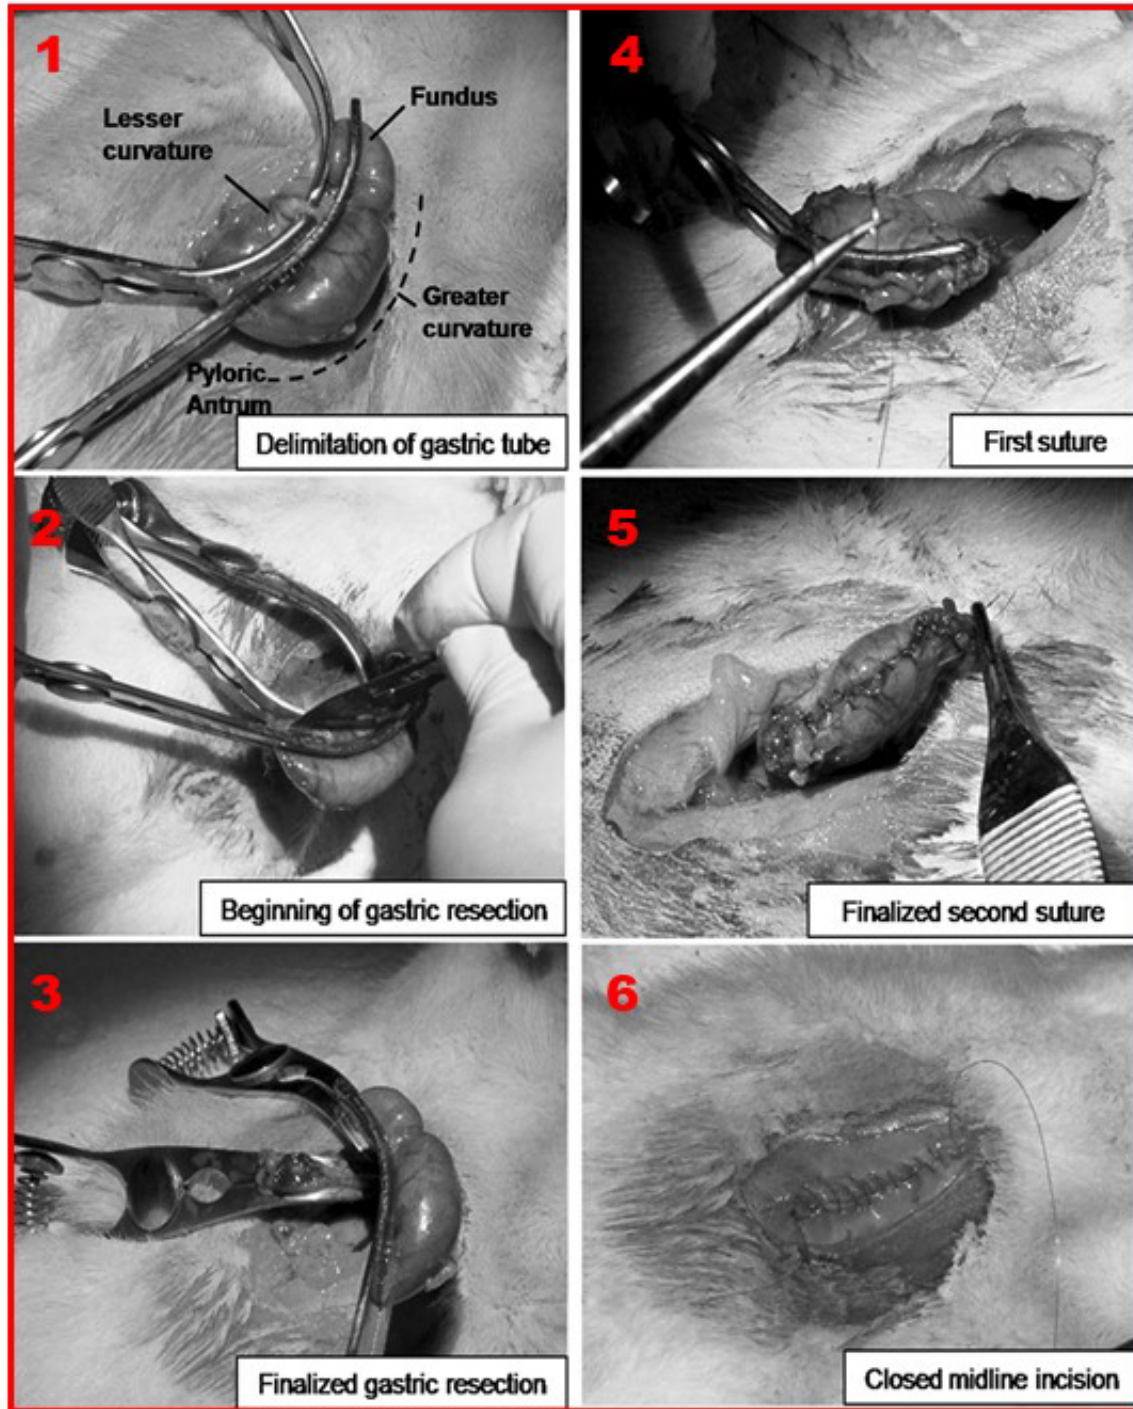 1
Lesser
curvature
Fundus
Greater
curvature
Pyloric
Antrum
Delimitation of gastric tube
2
Beginning of gastric resection
3
Finalized gastric resection
4
First suture
5
Finalized second suture
6
Closed midline incision